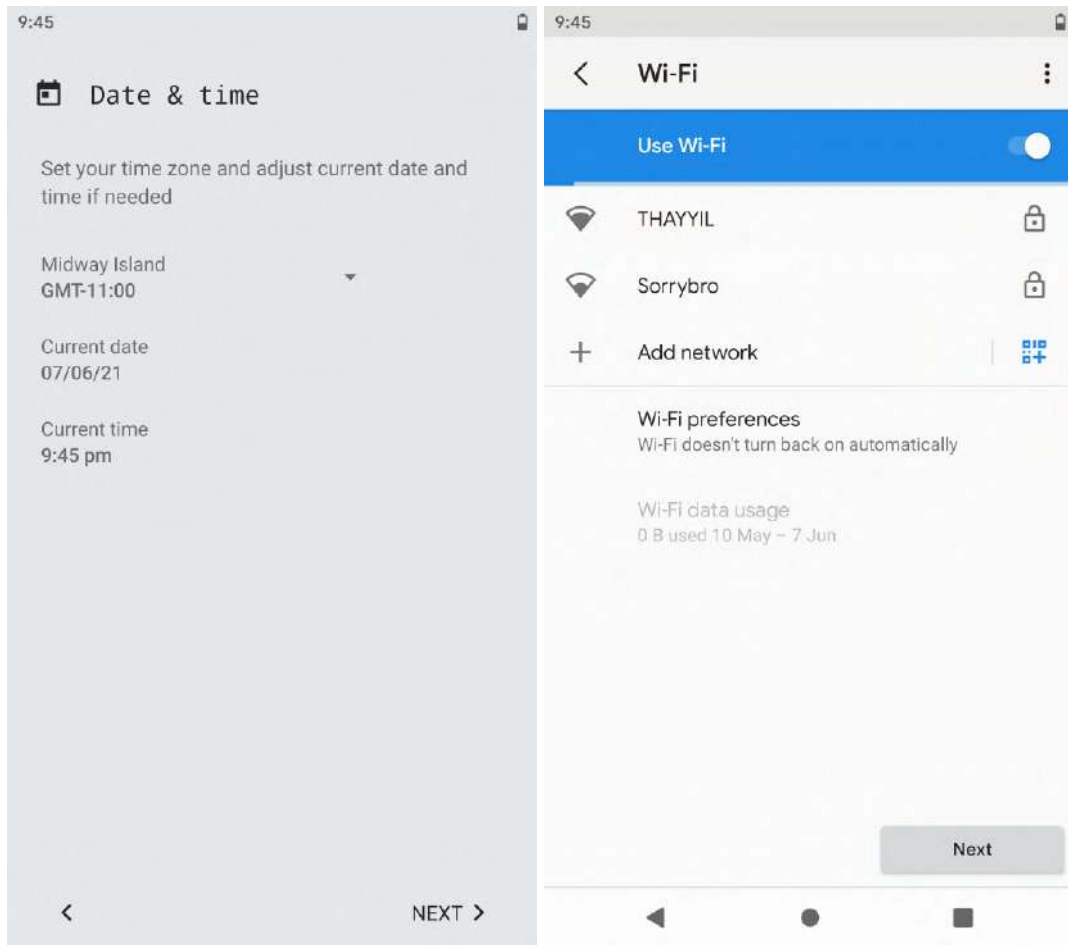 9:45
Date & time
Set your time zone and adjust current date and
time if needed
Midway Island
GMT-11:00
Current date
07/06/21
Current time
9:45 pm
NEXT
9:45
Wi-Fi
Use Wi-Fi
THAYYIL
Sorrybro
Add network
Wi-Fi preferences
Wi-Fi doesn't turn back on automatically
Wi-Fi data usage
0 B used 10 May – 7 Jun
Next